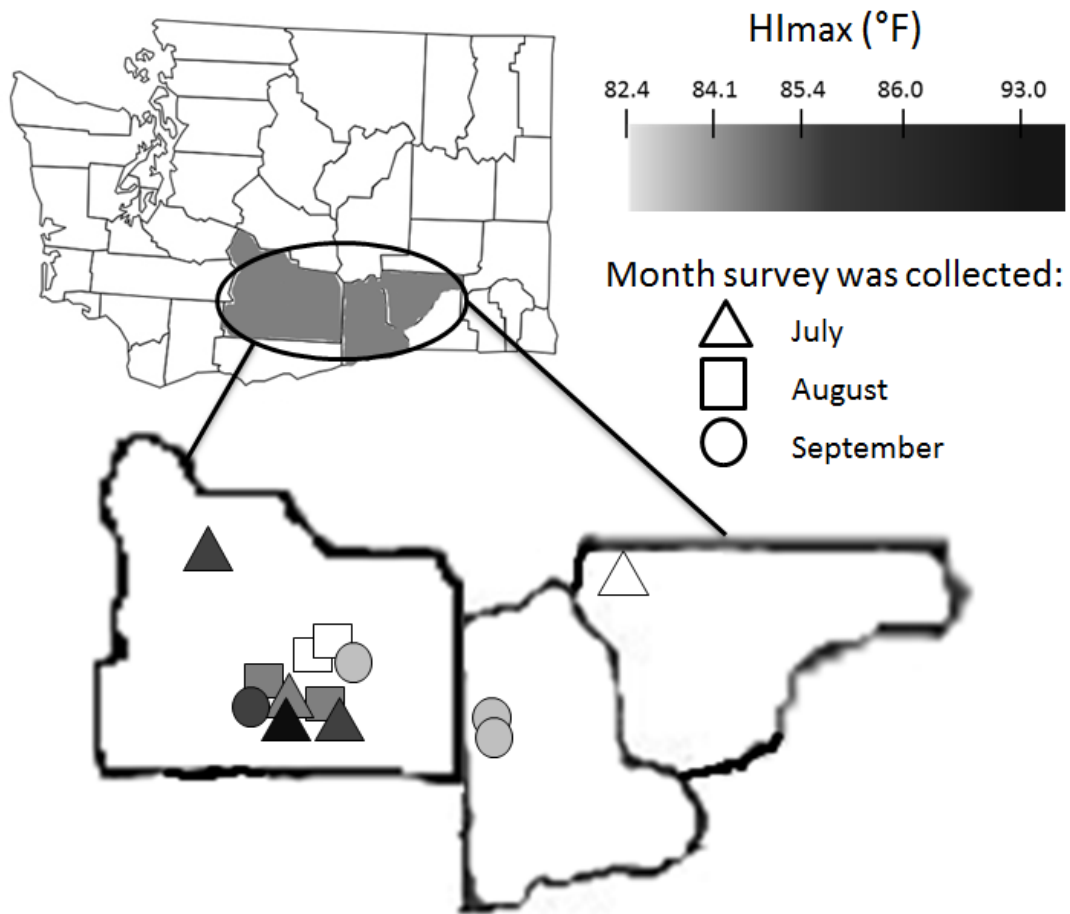 HImax (°F)
82.4 84.1 85.4 86.0 93.0
Month survey was collected:
July
August
September